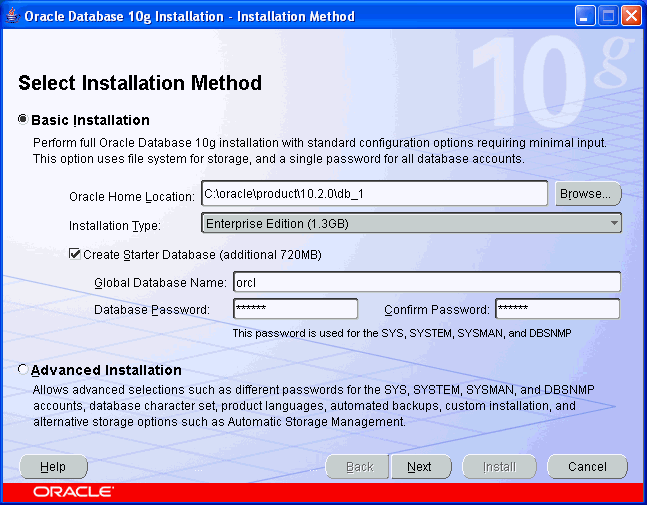 Oracle Database 10g Installation - Installation Method
10g
Select Installation Method
Basic Installation
Perform full Oracle Database 10g installation with standard configuration options requiring minimal input.
This option uses file system for storage, and a single password for all database accounts.
Oracle Home Location: C:\oracle\product\10.2.0\db_1 Browse...
Installation Type: Enterprise Edition (1.3GB)
Create Starter Database (additional 720MB)
Global Database Name: orcl
Database Password: ****** Confirm Password: ******
This password is used for the SYS, SYSTEM, SYSMAN, and DBSNMP
Advanced Installation
Allows advanced selections such as different passwords for the SYS, SYSTEM, SYSMAN, and DBSNMP
accounts, database character set, product languages, automated backups, custom installation, and
alternative storage options such as Automatic Storage Management.
Help Back Next Install Cancel
ORACLE